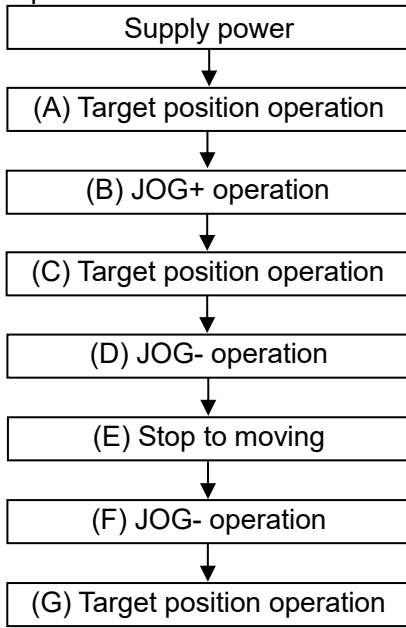 Supply power
(A) Target position operation
(B) JOG+ operation
(C) Target position operation
(D) JOG- operation
(E) Stop to moving
(F) JOG- operation
(G) Target position operation